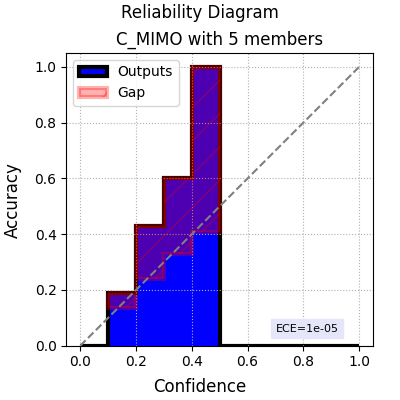 Reliability Diagram
C_MIMO with 5 members
Outputs
Gap
1.0
0.8
0.6
0.4
0.2
0.0
Accuracy
ECE=1e-05
0.0 0.2 0.4 0.6 0.8 1.0
Confidence